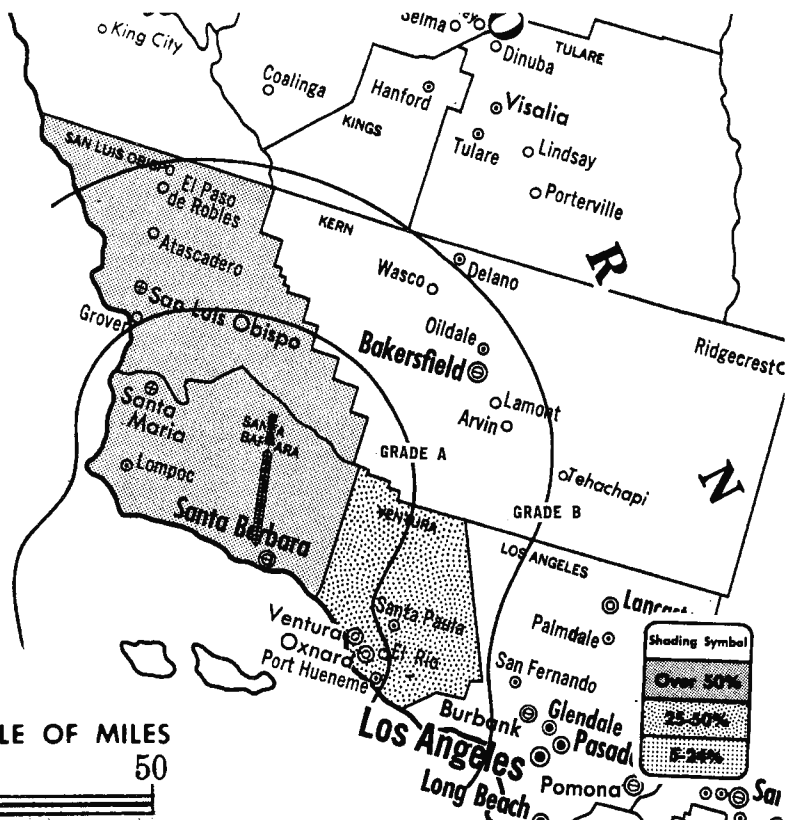 King City
Selma
Dinuba
TULARE
Coalinga
Hanford
Visalia
KINGS
Tulare
Lindsay
Porterville
SAN LUIS OBISPO
El Paso
de Robles
KERN
R
Atascadero
Wasco
Delano
San Luis Obispo
Grover
Oildale
Bakersfield
Ridgecrest
Santa
Maria
Lamont
Arvin
SANTA
BARBARA
GRADE A
Lompoc
Tehachapi
N
Santa Barbara
GRADE B
VENTURA
LOS ANGELES
Santa Paula
Ventura
Oxnard
El Rio
Port Hueneme
Palmdale
San Fernando
Shading Symbol
Over 50%
25-50%
5-24%
Burbank
Glendale
Los Angeles
LE OF MILES
50
Pomona
Long Beach